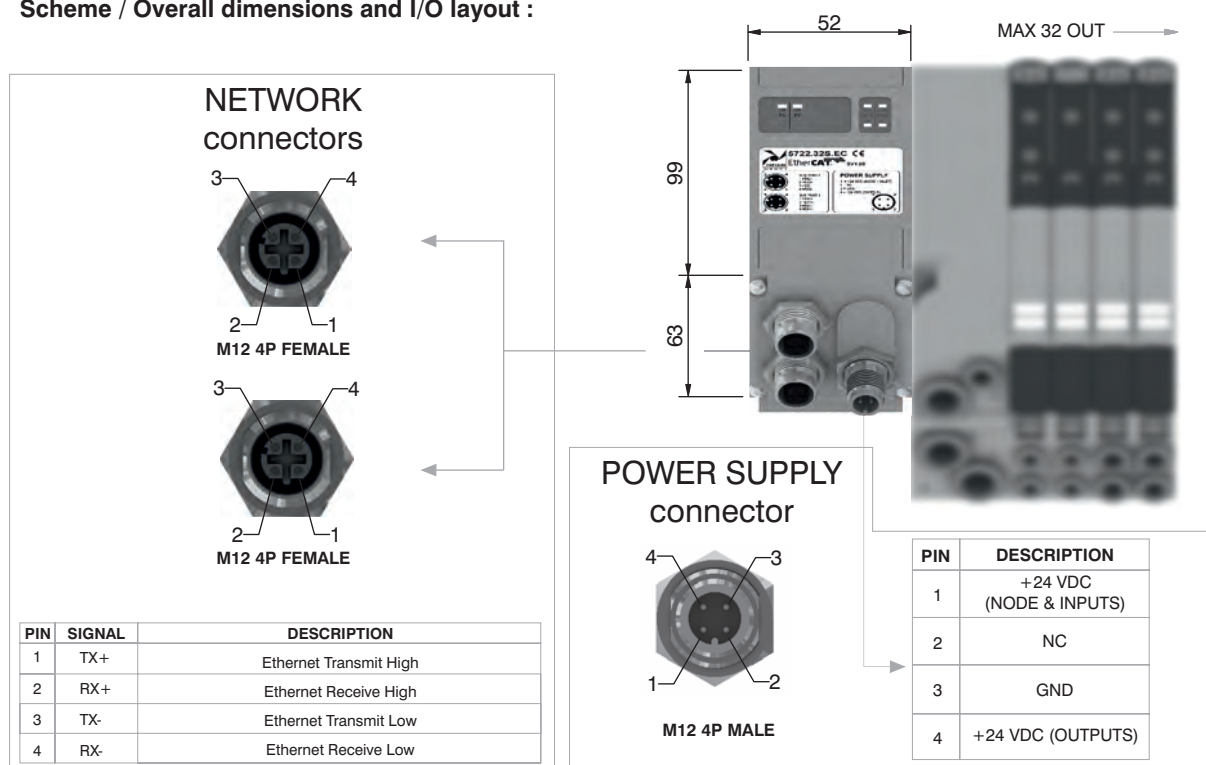 Scheme / Overall dimensions and I/O layout :
52
MAX 32 OUT
99
63
NETWORK
connectors
3
4
2
1
M12 4P FEMALE
3
4
2
1
M12 4P FEMALE
PIN SIGNAL DESCRIPTION
1 TX+ Ethernet Transmit High
2 RX+ Ethernet Receive High
3 TX- Ethernet Transmit Low
4 RX- Ethernet Receive Low
5722.32S.EC CE
EtherCAT
POWER SUPPLY
POWER SUPPLY
connector
4
3
1
2
M12 4P MALE
PIN DESCRIPTION
1 +24 VDC
(NODE & INPUTS)
2 NC
3 GND
4 +24 VDC (OUTPUTS)